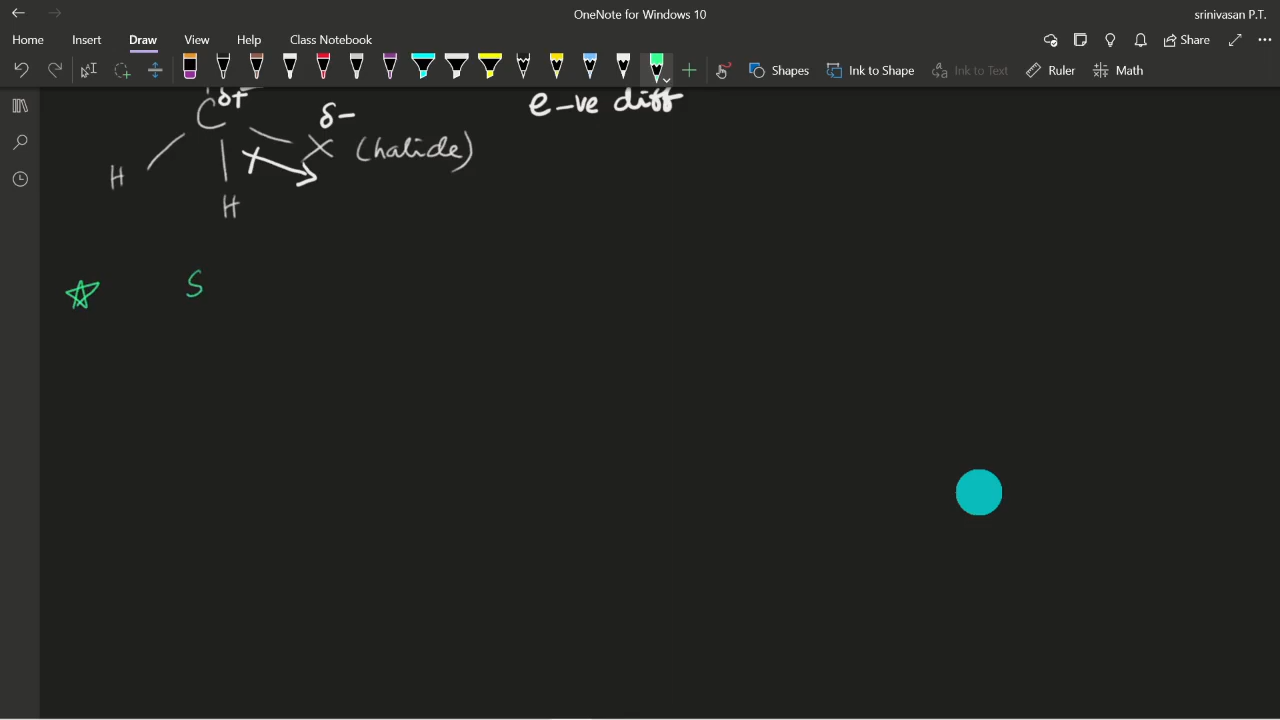 OneNote for Windows 10
srinivasan P.T.
Home Insert Draw View Help Class Notebook
Share
Shapes Ink to Shape Ink to Text Ruler Math
C δ+
δ-
e -ve diff
X (halide)
H
H
S